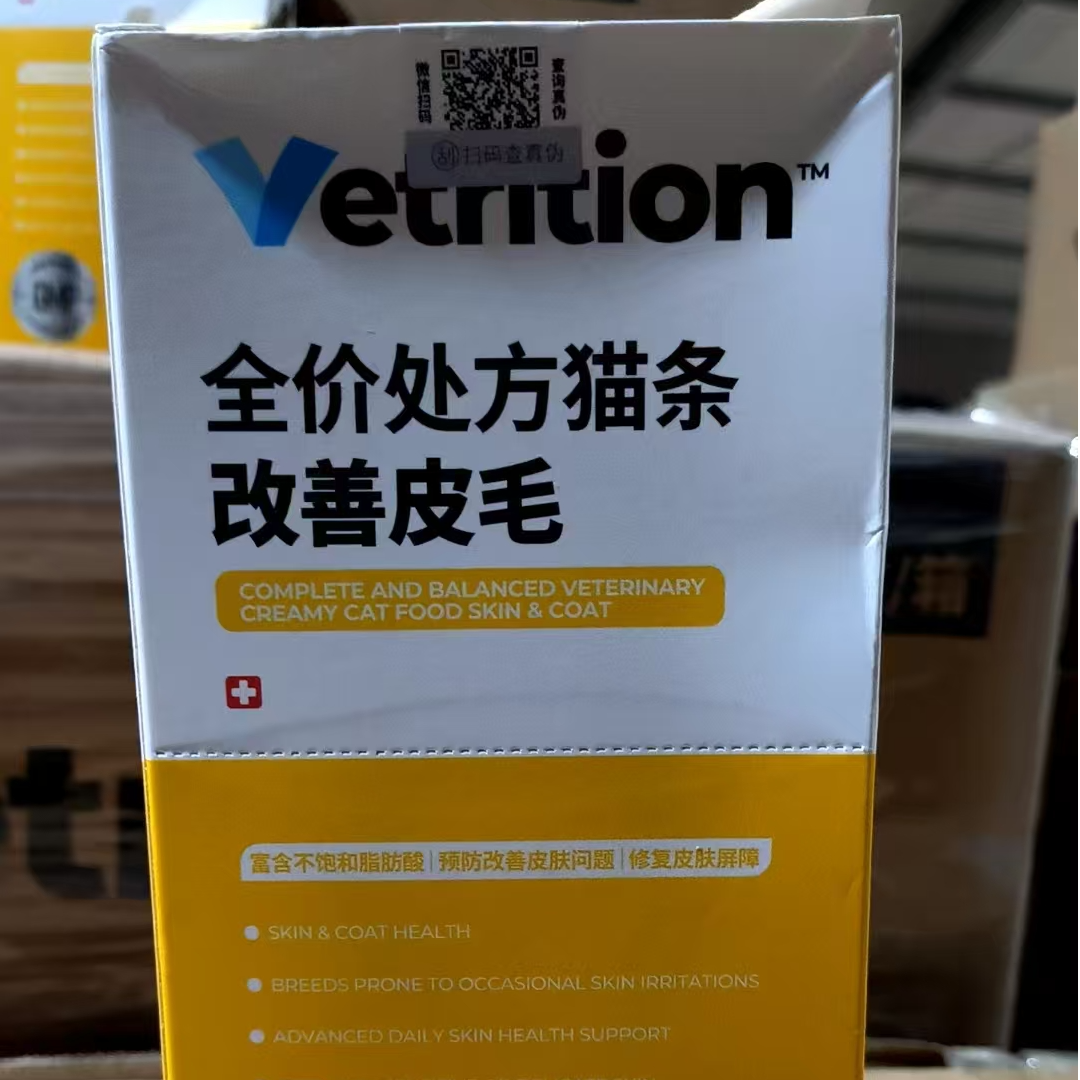 微信扫码
查询真伪
刮 扫码查真伪
Vetrition™
全价处方猫条
改善皮毛
COMPLETE AND BALANCED VETERINARY
CREAMY CAT FOOD SKIN & COAT
富含不饱和脂肪酸|预防改善皮肤问题|修复皮肤屏障
SKIN & COAT HEALTH
BREEDS PRONE TO OCCASIONAL SKIN IRRITATIONS
ADVANCED DAILY SKIN HEALTH SUPPORT
/箱